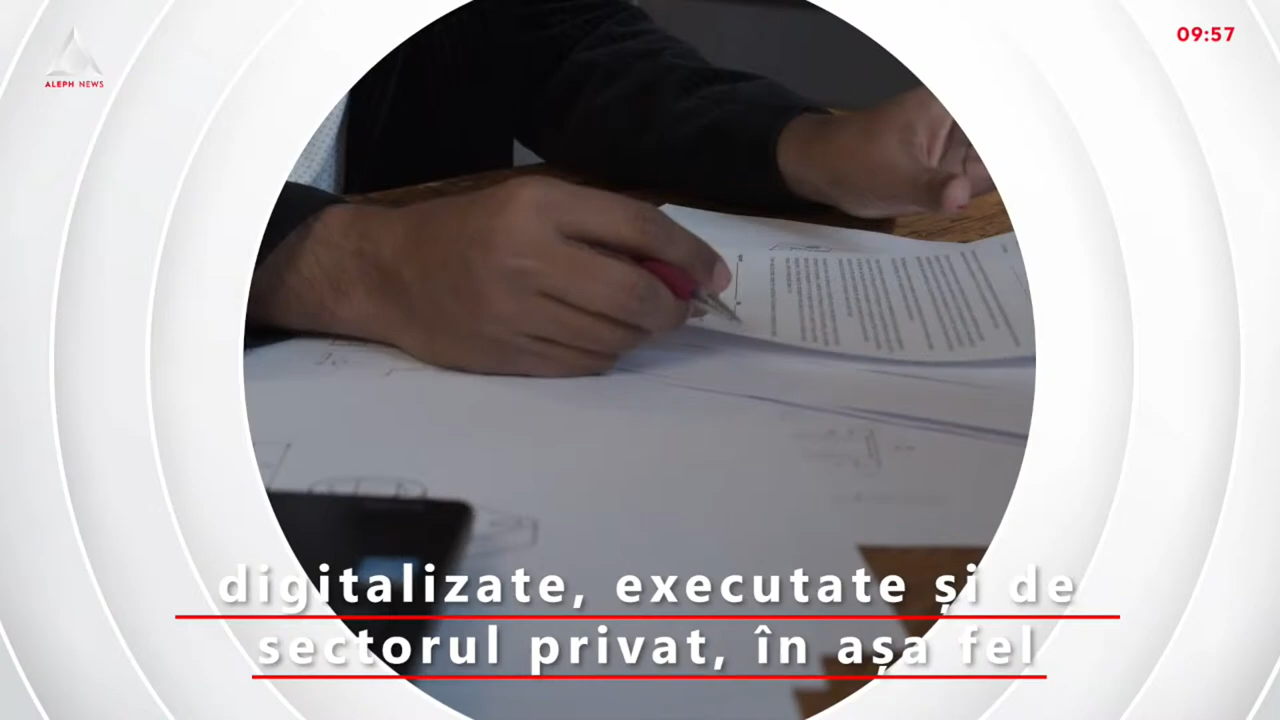 ALEPH NEWS
09:57
digitalizate, executate și de
sectorul privat, în așa fel